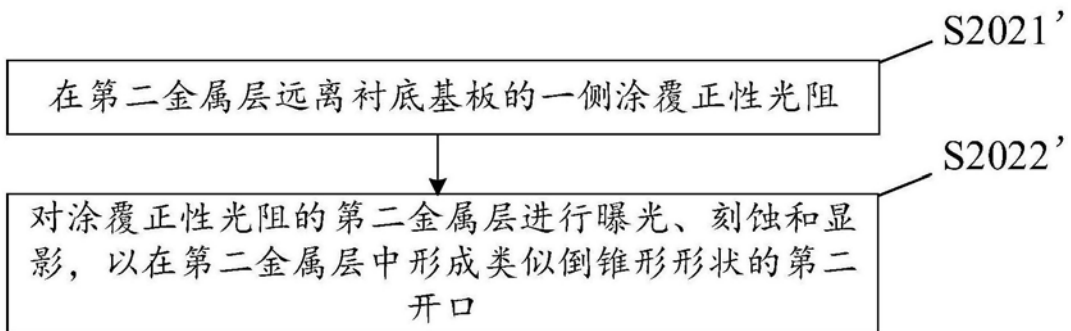 S2021’
在第二金属层远离衬底基板的一侧涂覆正性光阻
S2022’
对涂覆正性光阻的第二金属层进行曝光、刻蚀和显
影，以在第二金属层中形成类似倒锥形形状的第二
开口